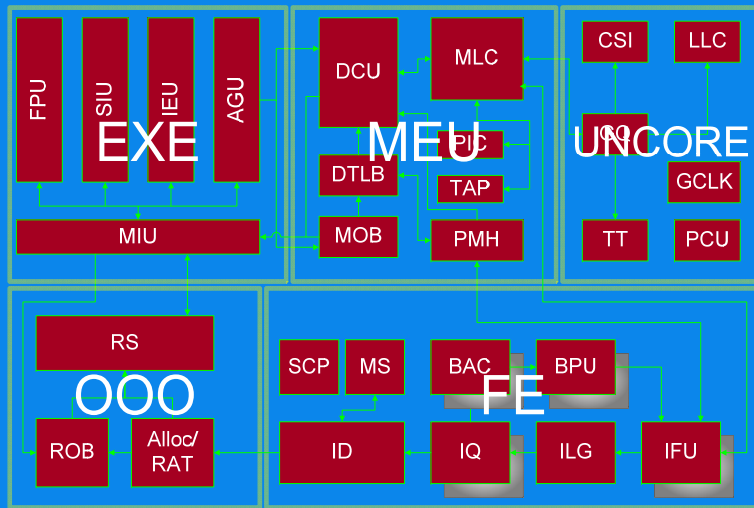 FPU
SIU
IEU
AGU
EXE
MIU
DCU
MLC
MEU
PIC
DTLB
TAP
MOB
PMH
CSI
LLC
GQ
UNCORE
GCLK
TT
PCU
RS
OOO
ROB
Alloc/
RAT
SCP
MS
BAC
BPU
FE
ID
IQ
ILG
IFU